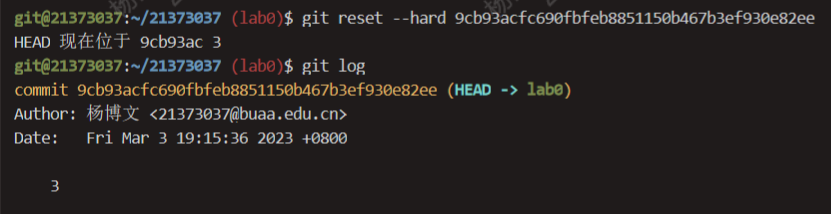 git@21373037:~/21373037 (lab0)$ git reset --hard 9cb93acfc690fbfeb8851150b467b3ef930e82ee
HEAD 现在位于 9cb93ac 3
git@21373037:~/21373037 (lab0)$ git log
commit 9cb93acfc690fbfeb8851150b467b3ef930e82ee (HEAD -> lab0)
Author: 杨博文 <21373037@buaa.edu.cn>
Date:   Fri Mar 3 19:15:36 2023 +0800
    3